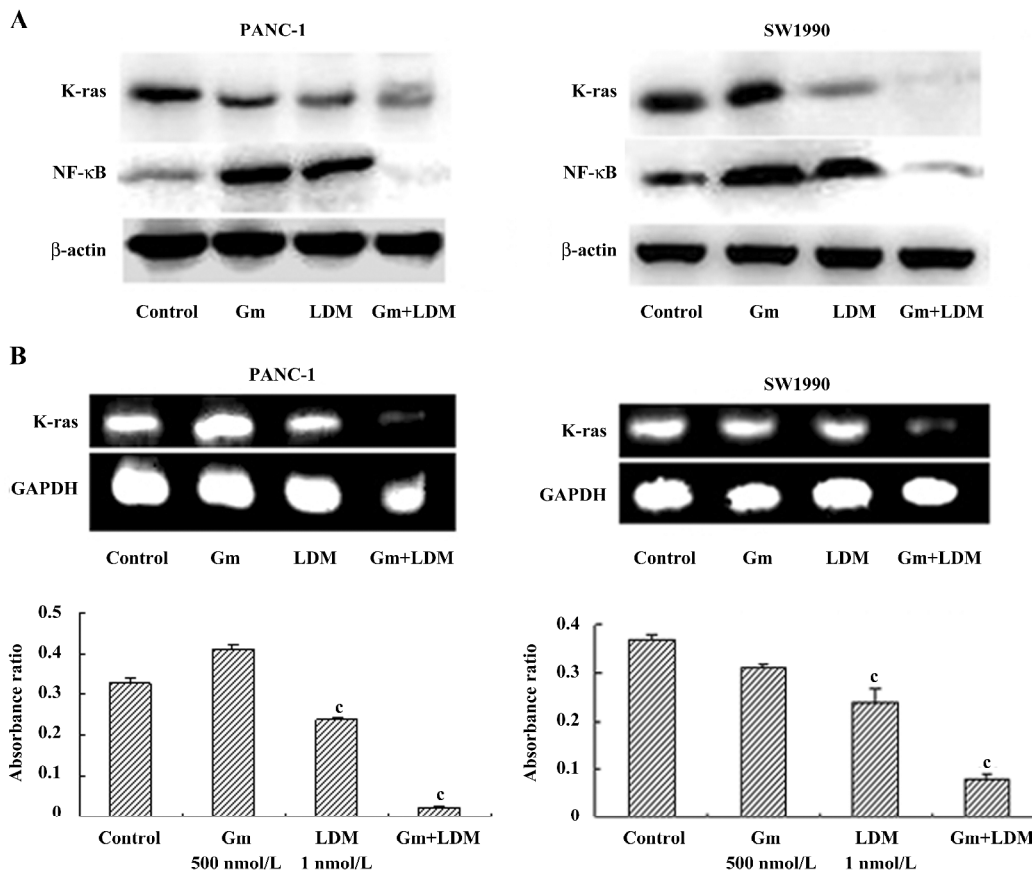 A
PANC-1
SW1990
K-ras
NF-κB
β-actin
Control Gm LDM Gm+LDM
K-ras
NF-κB
β-actin
Control Gm LDM Gm+LDM
B
PANC-1
SW1990
K-ras
GAPDH
Control Gm LDM Gm+LDM
K-ras
GAPDH
Control Gm LDM Gm+LDM
Absorbance ratio
0.5
0.4
0.3
0.2
0.1
0
c
c
Control Gm LDM Gm+LDM
500 nmol/L 1 nmol/L
Absorbance ratio
0.4
0.3
0.2
0.1
0
c
c
Control Gm LDM Gm+LDM
500 nmol/L 1 nmol/L